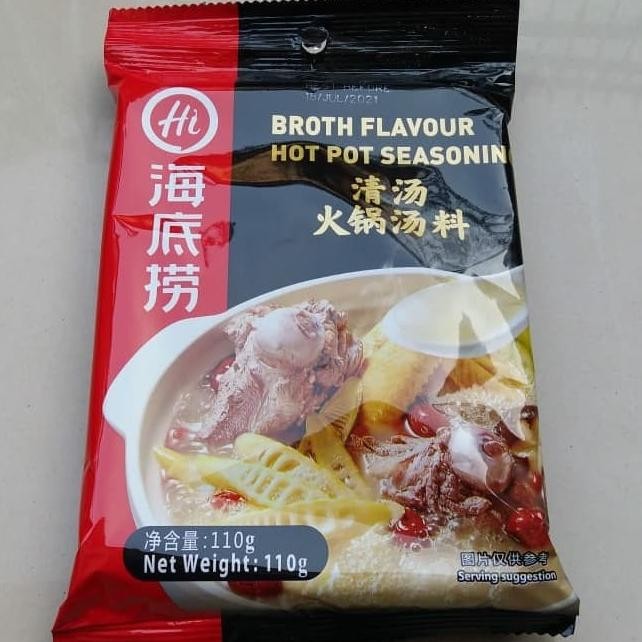 BEST BEFORE
18/JUL/2021
Hi
海底捞
BROTH FLAVOUR
HOT POT SEASONIN
清汤
火锅汤料
净含量:110g
Net Weight:110g
图片仅供参考
Serving suggestion